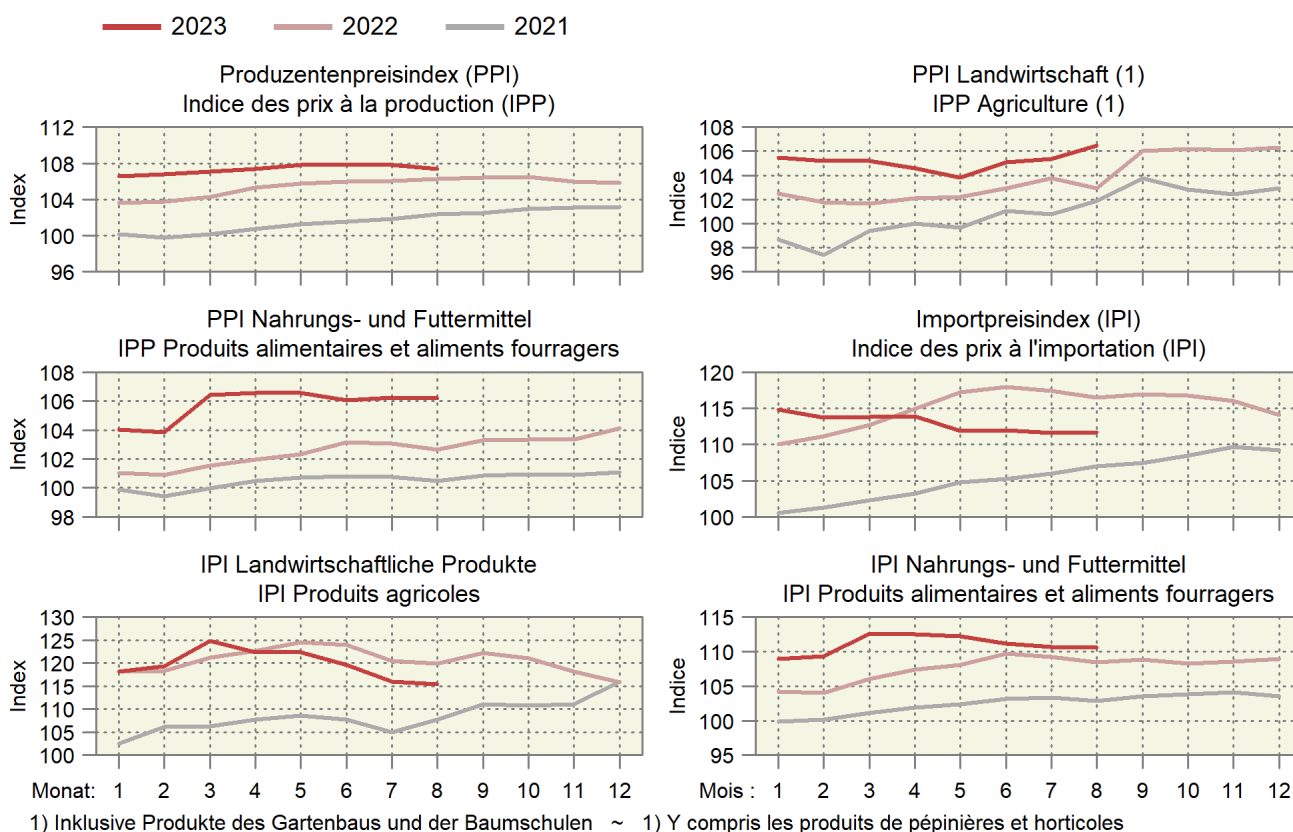 2023 2022 2021
Produzentenpreisindex (PPI)
Indice des prix à la production (IPP)
112
108
104
100
96
Index
PPI Landwirtschaft (1)
IPP Agriculture (1)
108
106
104
102
100
98
96
Indice
PPI Nahrungs- und Futtermittel
IPP Produits alimentaires et aliments fourragers
108
106
104
102
100
98
Index
Importpreisindex (IPI)
Indice des prix à l'importation (IPI)
120
115
110
105
100
Indice
IPI Landwirtschaftliche Produkte
IPI Produits agricoles
130
125
120
115
110
105
100
Index
Monat: 1 2 3 4 5 6 7 8 9 10 11 12
IPI Nahrungs- und Futtermittel
IPI Produits alimentaires et aliments fourragers
115
110
105
100
95
Indice
Mois : 1 2 3 4 5 6 7 8 9 10 11 12
1) Inklusive Produkte des Gartenbaus und der Baumschulen ~ 1) Y compris les produits de pépinières et horticoles